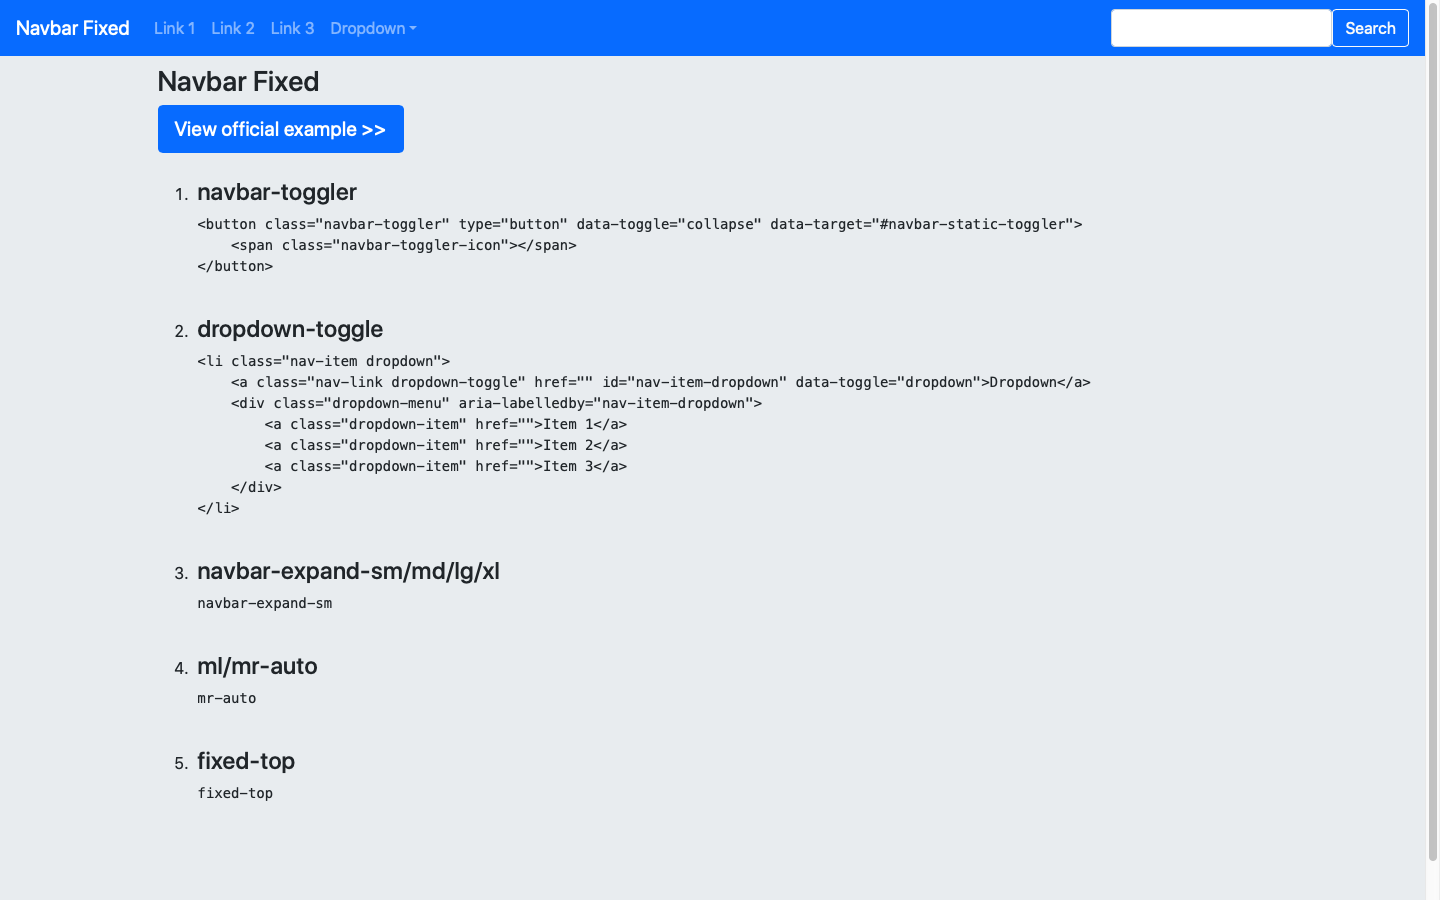 Navbar Fixed Link 1 Link 2 Link 3 Dropdown Search
Navbar Fixed
View official example >>
1. navbar-toggler
<button class="navbar-toggler" type="button" data-toggle="collapse" data-target="#navbar-static-toggler">
    <span class="navbar-toggler-icon"></span>
</button>
2. dropdown-toggle
<li class="nav-item dropdown">
    <a class="nav-link dropdown-toggle" href="" id="nav-item-dropdown" data-toggle="dropdown">Dropdown</a>
    <div class="dropdown-menu" aria-labelledby="nav-item-dropdown">
        <a class="dropdown-item" href="">Item 1</a>
        <a class="dropdown-item" href="">Item 2</a>
        <a class="dropdown-item" href="">Item 3</a>
    </div>
</li>
3. navbar-expand-sm/md/lg/xl
navbar-expand-sm
4. ml/mr-auto
mr-auto
5. fixed-top
fixed-top